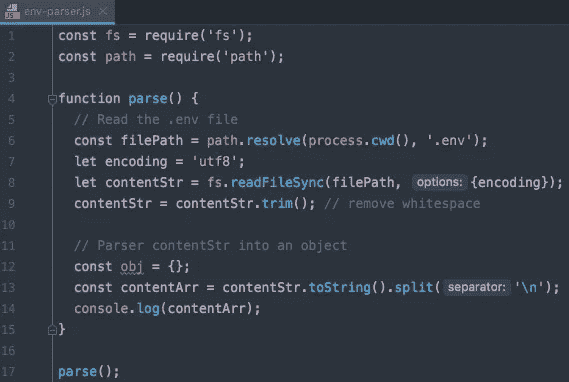 env-parser.js
1 const fs = require('fs');
2 const path = require('path');
3
4 function parse() {
5 // Read the .env file
6 const filePath = path.resolve(process.cwd(), '.env');
7 let encoding = 'utf8';
8 let contentStr = fs.readFileSync(filePath, options: {encoding});
9 contentStr = contentStr.trim(); // remove whitespace
10
11 // Parser contentStr into an object
12 const obj = {};
13 const contentArr = contentStr.toString().split( separator: '\n');
14 console.log(contentArr);
15 }
16
17 parse();